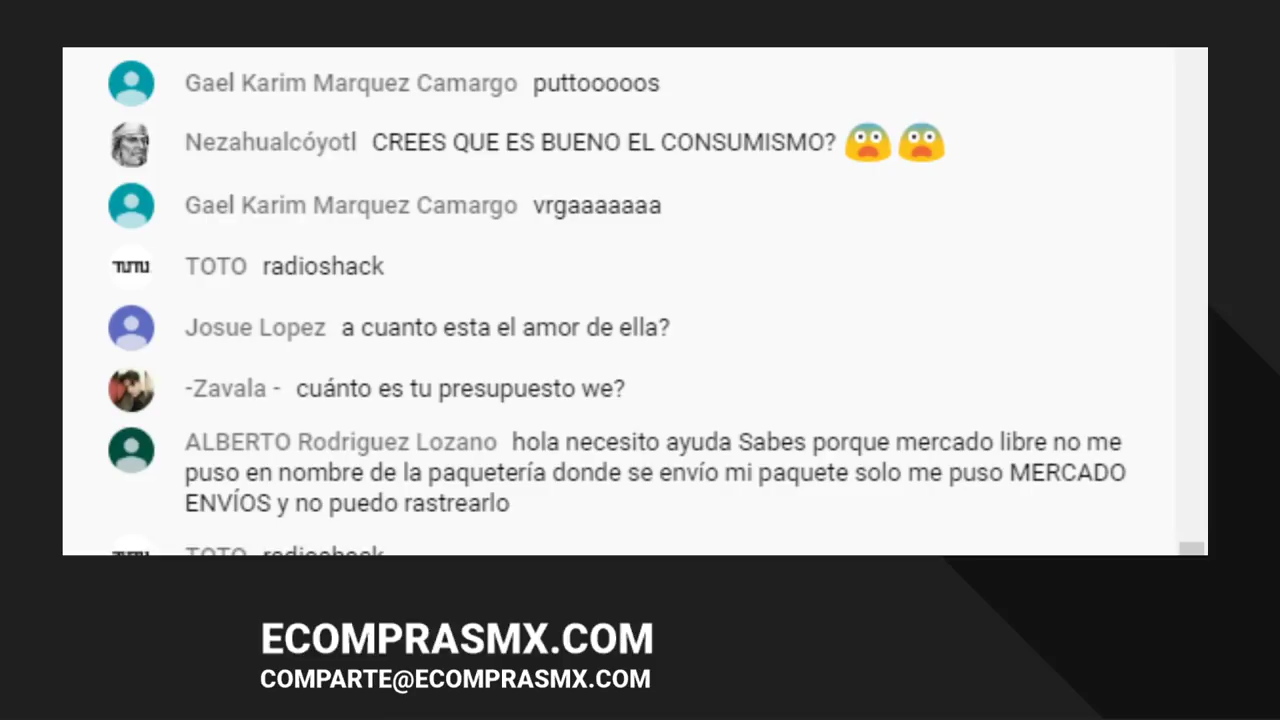 Gael Karim Marquez Camargo puttooooos
Nezahualcóyotl CREES QUE ES BUENO EL CONSUMISMO? 😨😨
Gael Karim Marquez Camargo vrgaaaaaaa
TUTU TOTO radioshack
Josue Lopez a cuanto esta el amor de ella?
-Zavala - cuánto es tu presupuesto we?
ALBERTO Rodriguez Lozano hola necesito ayuda Sabes porque mercado libre no me
puso en nombre de la paquetería donde se envío mi paquete solo me puso MERCADO
ENVÍOS y no puedo rastrearlo
TOTO radioshack
ECOMPRASMX.COM
COMPARTE@ECOMPRASMX.COM